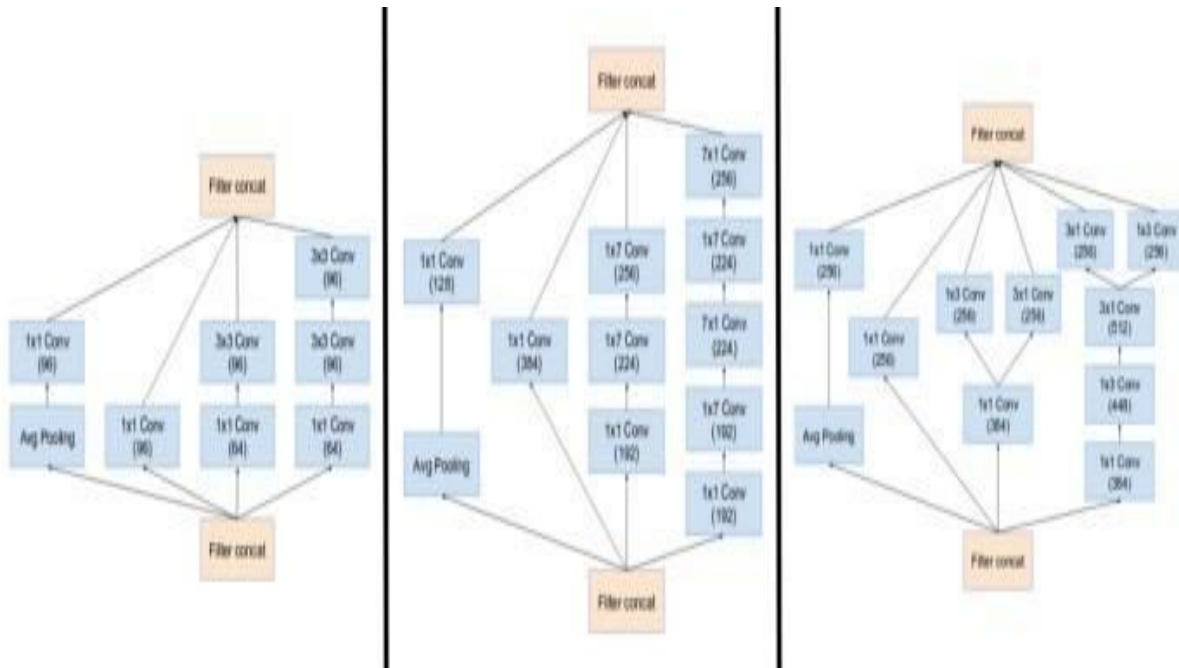 Filter concat
3x3 Conv
(96)
1x1 Conv
(96)
3x3 Conv
(96)
3x3 Conv
(96)
Avg Pooling
1x1 Conv
(96)
1x1 Conv
(64)
1x1 Conv
(64)
Filter concat
Filter concat
7x1 Conv
(256)
1x1 Conv
(128)
1x7 Conv
(256)
1x7 Conv
(224)
1x1 Conv
(384)
1x7 Conv
(224)
7x1 Conv
(224)
Avg Pooling
1x1 Conv
(192)
1x7 Conv
(192)
1x1 Conv
(192)
Filter concat
Filter concat
3x1 Conv
(256)
1x3 Conv
(256)
1x1 Conv
(256)
1x3 Conv
(256)
3x1 Conv
(256)
3x1 Conv
(512)
1x1 Conv
(256)
1x3 Conv
(448)
Avg Pooling
1x1 Conv
(384)
1x1 Conv
(384)
Filter concat